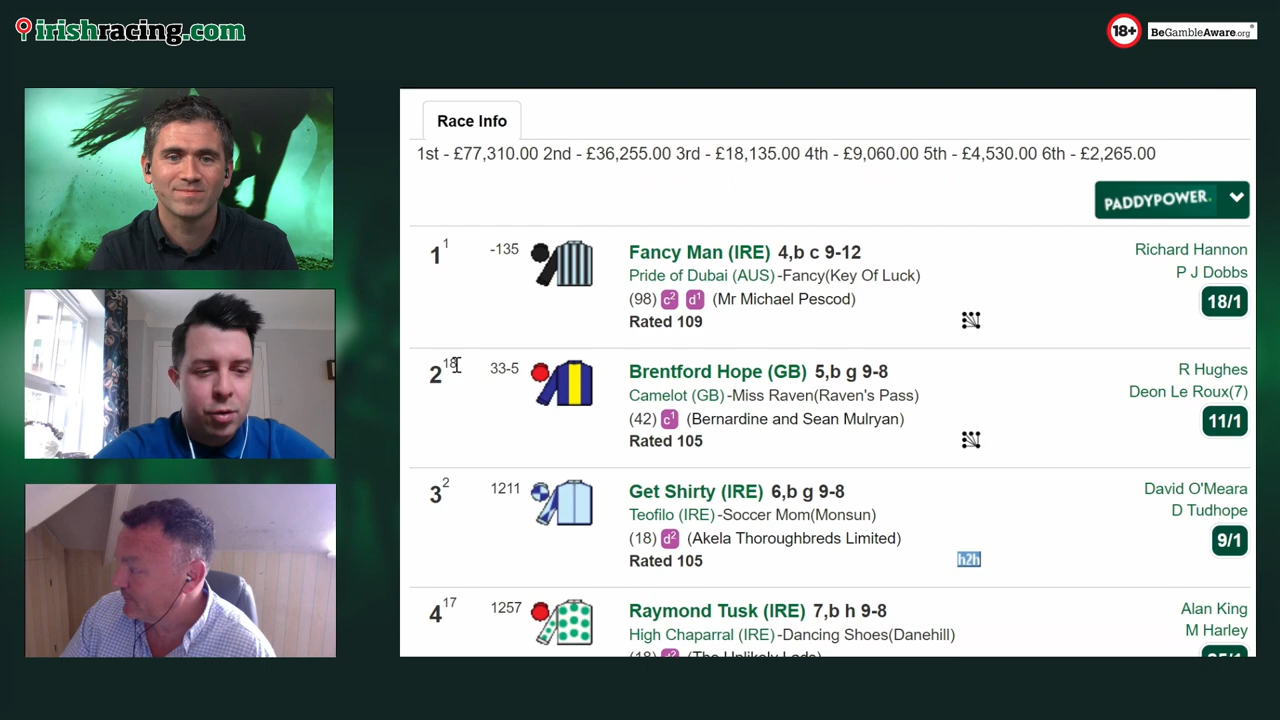 irishracing.com
18+
BeGambleAware.org®
Race Info
1st - £77,310.00 2nd - £36,255.00 3rd - £18,135.00 4th - £9,060.00 5th - £4,530.00 6th - £2,265.00
PADDYPOWER.
1 1 -135 Fancy Man (IRE) 4,b c 9-12 Richard Hannon
Pride of Dubai (AUS)-Fancy(Key Of Luck) P J Dobbs
(98) c2 d1 (Mr Michael Pescod) 18/1
Rated 109
2 18 33-5 Brentford Hope (GB) 5,b g 9-8 R Hughes
Camelot (GB)-Miss Raven(Raven's Pass) Deon Le Roux(7)
(42) c1 (Bernardine and Sean Mulryan) 11/1
Rated 105
3 2 1211 Get Shirty (IRE) 6,b g 9-8 David O'Meara
Teofilo (IRE)-Soccer Mom(Monsun) D Tudhope
(18) d2 (Akela Thoroughbreds Limited) 9/1
Rated 105 h2h
4 17 1257 Raymond Tusk (IRE) 7,b h 9-8 Alan King
High Chaparral (IRE)-Dancing Shoes(Danehill) M Harley
(18) d2 (The Unlikely Lads)